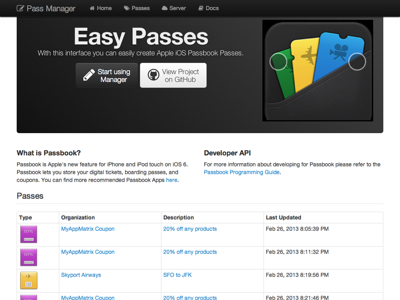 Pass Manager Home Passes Server Docs
Easy Passes
With this interface you can easily create Apple iOS Passbook Passes.
Start using
Manager
View Project
on GitHub
What is Passbook?
Passbook is Apple's new feature for iPhone and iPod touch on iOS 6.
Passbook lets you store your digital tickets, boarding passes, and
coupons. You can find more recommended Passbook Apps here.
Developer API
For more information about developing for Passbook please refer to the
Passbook Programming Guide.
Passes
Type Organization Description Last Updated
MyAppMatrix Coupon 20% off any products Feb 26, 2013 8:05:39 PM
MyAppMatrix Coupon 20% off any products Feb 26, 2013 8:11:32 PM
Skyport Airways SFO to JFK Feb 26, 2013 8:19:56 PM
MyAppMatrix Coupon 20% off any products Feb 26, 2013 8:21:46 PM